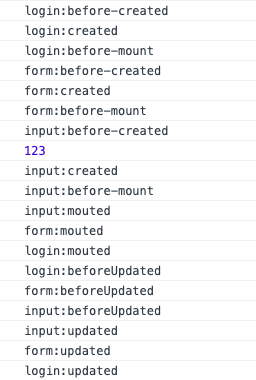 login:before-created
login:created
login:before-mount
form:before-created
form:created
form:before-mount
input:before-created
123
input:created
input:before-mount
input:mouted
form:mouted
login:mouted
login:beforeUpdated
form:beforeUpdated
input:beforeUpdated
input:updated
form:updated
login:updated